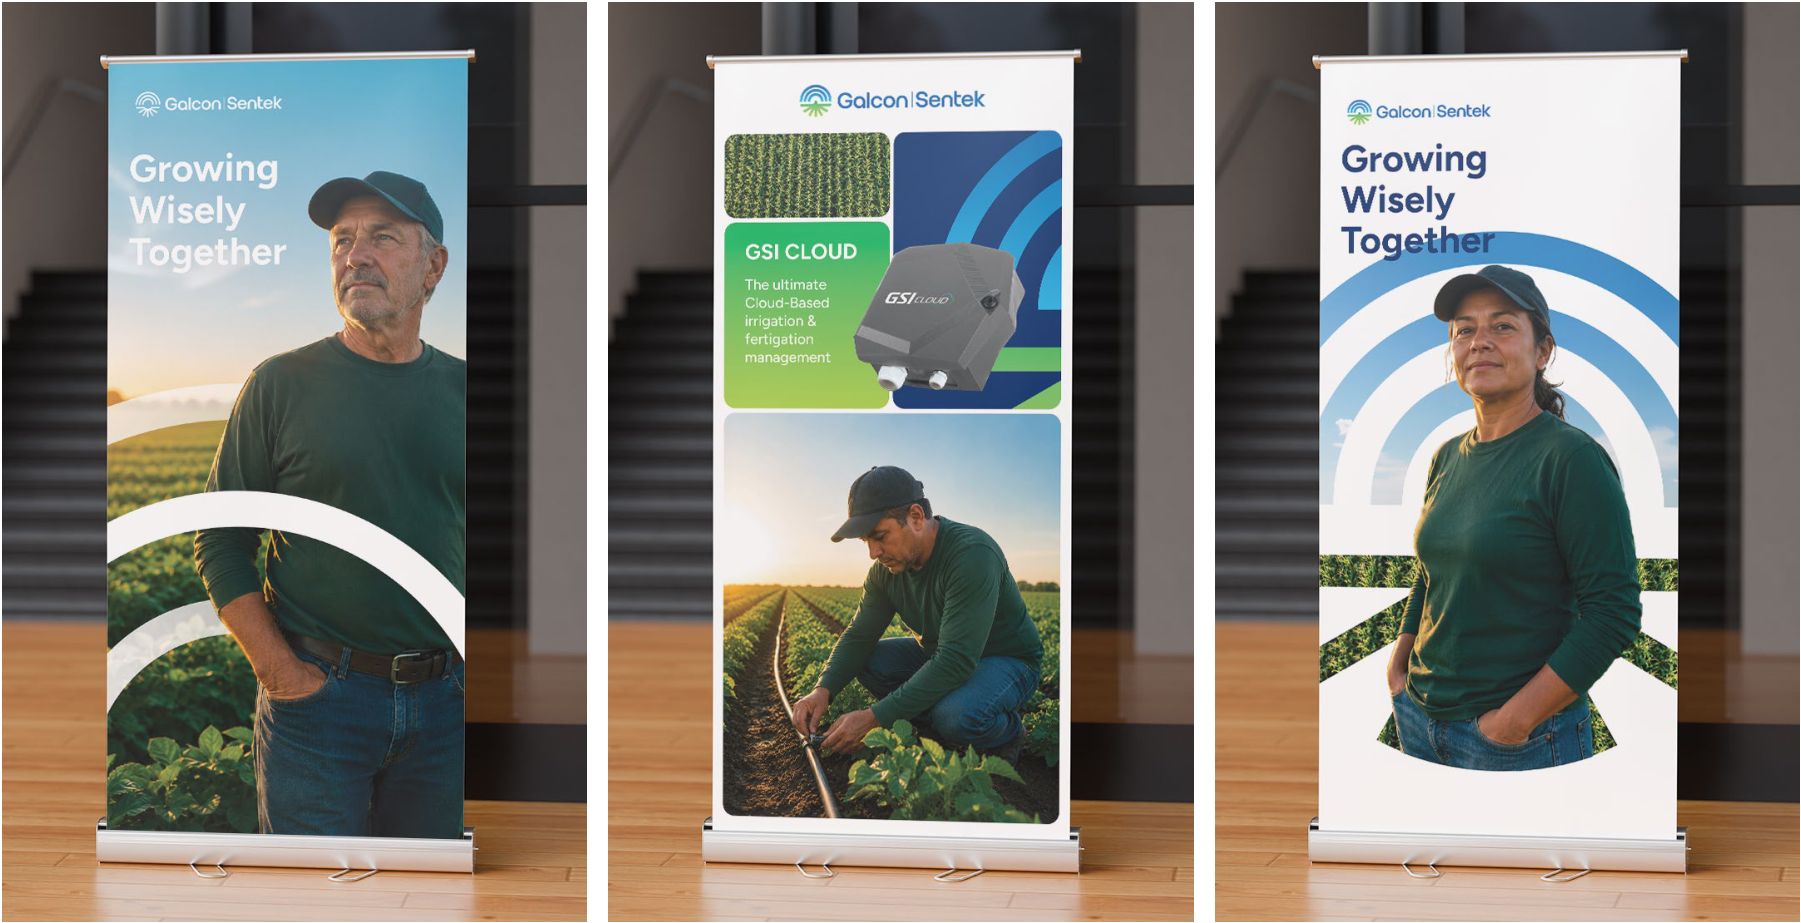 Galcon|Sentek
Growing
Wisely
Together
Galcon|Sentek
GSI CLOUD
The ultimate
Cloud-Based
irrigation &
fertigation
management
GSI CLOUD
Galcon|Sentek
Growing
Wisely
Together